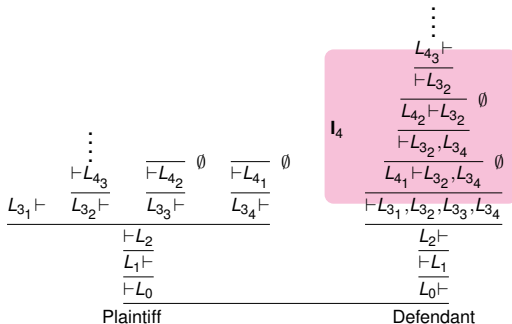 ⋮
L₄₃ ⊢
⊢ L₃₂
L₄₂ ⊢ L₃₂ ∅
I₄
⊢ L₃₂, L₃₄
⋮
⊢ L₄₃ ⊢ L₄₂ ∅ ⊢ L₄₁ ∅ L₄₁ ⊢ L₃₂, L₃₄ ∅
L₃₁ ⊢ L₃₂ ⊢ L₃₃ ⊢ L₃₄ ⊢ ⊢ L₃₁, L₃₂, L₃₃, L₃₄
⊢ L₂ L₂ ⊢
L₁ ⊢ ⊢ L₁
⊢ L₀ L₀ ⊢
Plaintiff Defendant